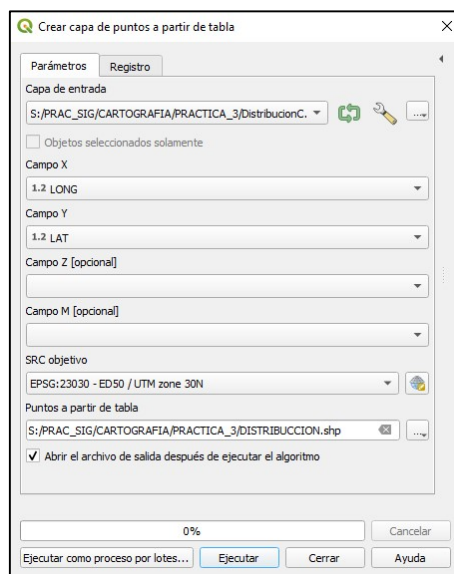 Crear capa de puntos a partir de tabla
Parámetros Registro
Capa de entrada
S:/PRAC_SIG/CARTOGRAFIA/PRACTICA_3/DistribucionC.
...
Objetos seleccionados solamente
Campo X
1.2 LONG
Campo Y
1.2 LAT
Campo Z [opcional]
Campo M [opcional]
SRC objetivo
EPSG:23030 - ED50 / UTM zone 30N
Puntos a partir de tabla
S:/PRAC_SIG/CARTOGRAFIA/PRACTICA_3/DISTRIBUCCION.shp
...
Abrir el archivo de salida después de ejecutar el algoritmo
0% Cancelar
Ejecutar como proceso por lotes... Ejecutar Cerrar Ayuda